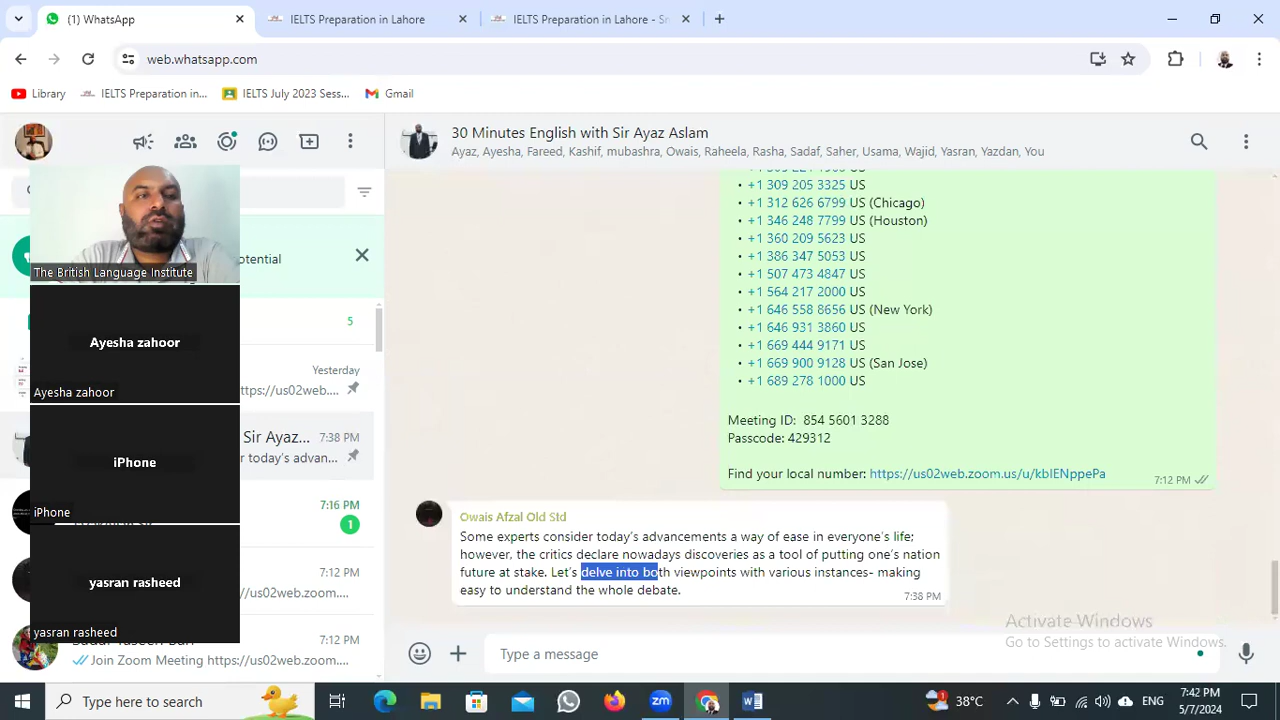 (1) WhatsApp
IELTS Preparation in Lahore
IELTS Preparation in Lahore - Sr
web.whatsapp.com
Library
IELTS Preparation in...
IELTS July 2023 Sess...
Gmail
30 Minutes English with Sir Ayaz Aslam
Ayaz, Ayesha, Fareed, Kashif, mubashra, Owais, Raheela, Rasha, Sadaf, Saher, Usama, Wajid, Yasran, Yazdan, You
otential
The British Language Institute
5
Ayesha zahoor
Ayesha zahoor
Yesterday
ttps://us02web....
Sir Ayaz...
7:38 PM
r today's advan...
iPhone
iPhone
7:16 PM
1
yasran rasheed
yasran rasheed
7:12 PM
s://us02web.zoom...
7:12 PM
Join Zoom Meeting https://us02web.zoom...
• +1 309 205 3325 US
• +1 312 626 6799 US (Chicago)
• +1 346 248 7799 US (Houston)
• +1 360 209 5623 US
• +1 386 347 5053 US
• +1 507 473 4847 US
• +1 564 217 2000 US
• +1 646 558 8656 US (New York)
• +1 646 931 3860 US
• +1 669 444 9171 US
• +1 669 900 9128 US (San Jose)
• +1 689 278 1000 US
Meeting ID: 854 5601 3288
Passcode: 429312
Find your local number: https://us02web.zoom.us/u/kblENppePa
7:12 PM
Owais Afzal Old Std
Some experts consider today's advancements a way of ease in everyone's life;
however, the critics declare nowadays discoveries as a tool of putting one's nation
future at stake. Let's delve into both viewpoints with various instances- making
easy to understand the whole debate.
7:38 PM
Activate Windows
Go to Settings to activate Windows.
Type a message
Type here to search
38°C
ENG
7:42 PM
5/7/2024